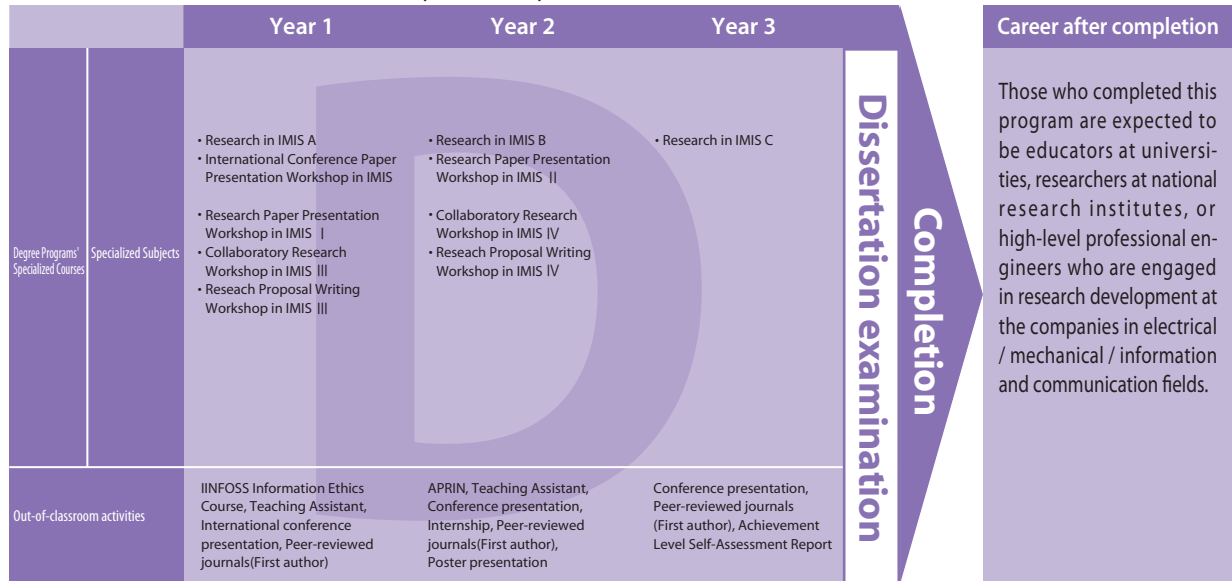 Year 1
Year 2
Year 3
Career after completion
Degree Programs'
Specialized Courses
Specialized Subjects
• Research in IMIS A
• International Conference Paper
Presentation Workshop in IMIS
• Research Paper Presentation
Workshop in IMIS Ⅰ
• Collaboratory Research
Workshop in IMIS Ⅲ
• Reseach Proposal Writing
Workshop in IMIS Ⅲ
• Research in IMIS B
• Research Paper Presentation
Workshop in IMIS Ⅱ
• Collaboratory Research
Workshop in IMIS Ⅳ
• Reseach Proposal Writing
Workshop in IMIS Ⅳ
• Research in IMIS C
D
Out-of-classroom activities
IINFOSS Information Ethics
Course, Teaching Assistant,
International conference
presentation, Peer-reviewed
journals(First author)
APRIN, Teaching Assistant,
Conference presentation,
Internship, Peer-reviewed
journals(First author),
Poster presentation
Conference presentation,
Peer-reviewed journals
(First author), Achievement
Level Self-Assessment Report
Dissertation examination
Completion
Those who completed this
program are expected to
be educators at universi-
ties, researchers at national
research institutes, or
high-level professional en-
gineers who are engaged
in research development at
the companies in electrical
/ mechanical / information
and communication fields.